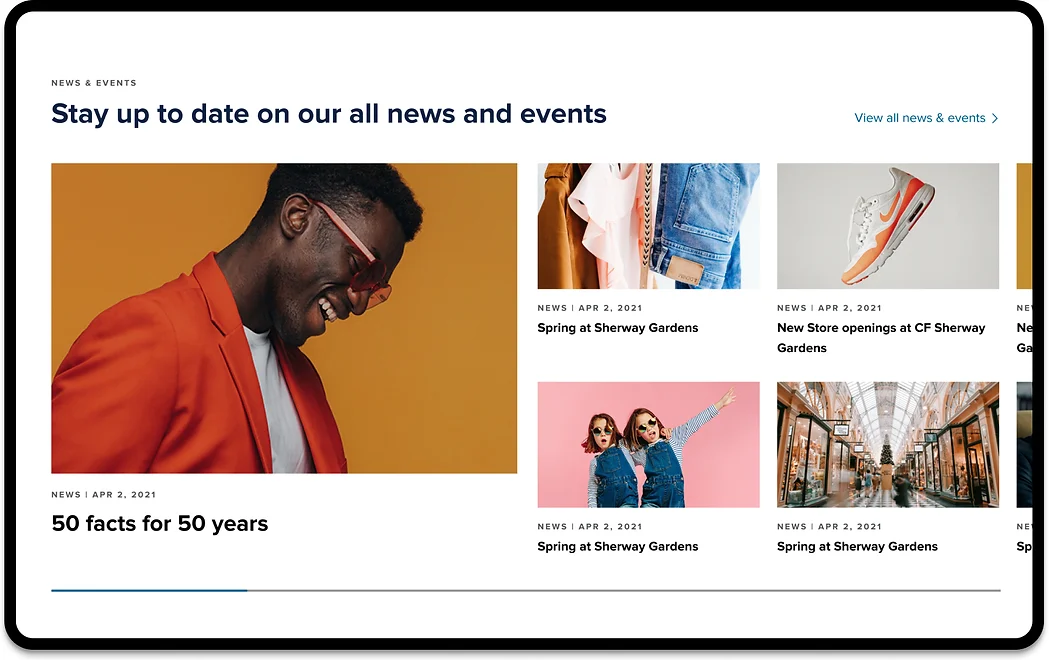 NEWS & EVENTS
Stay up to date on our all news and events
View all news & events
NEWS | APR 2, 2021
50 facts for 50 years
NEWS | APR 2, 2021
Spring at Sherway Gardens
NEWS | APR 2, 2021
New Store openings at CF Sherway
Gardens
NEWS | APR 2, 2021
Spring at Sherway Gardens
NEWS | APR 2, 2021
Spring at Sherway Gardens
NE
Ne
Ga
NE
Sp